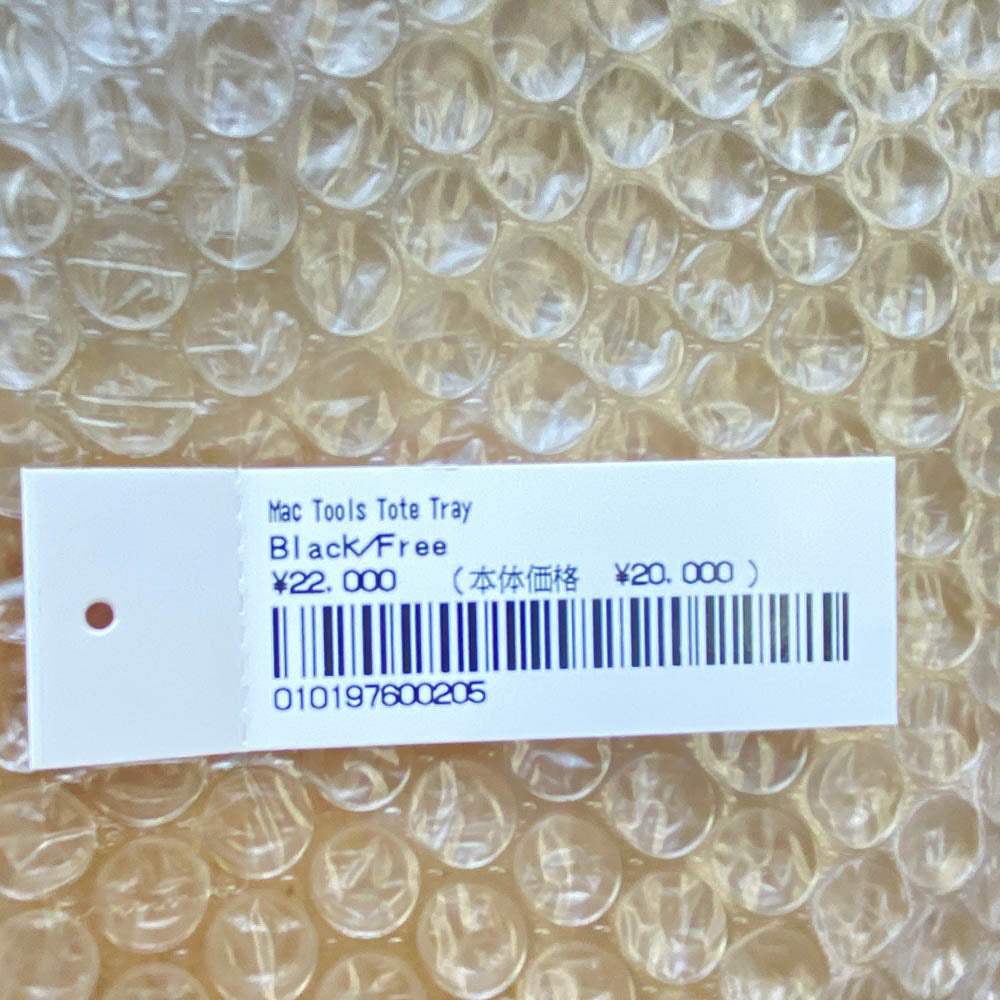 Mac Tools Tote Tray
Black/Free
¥22.000 (本体価格 ¥20.000 )
010197600205